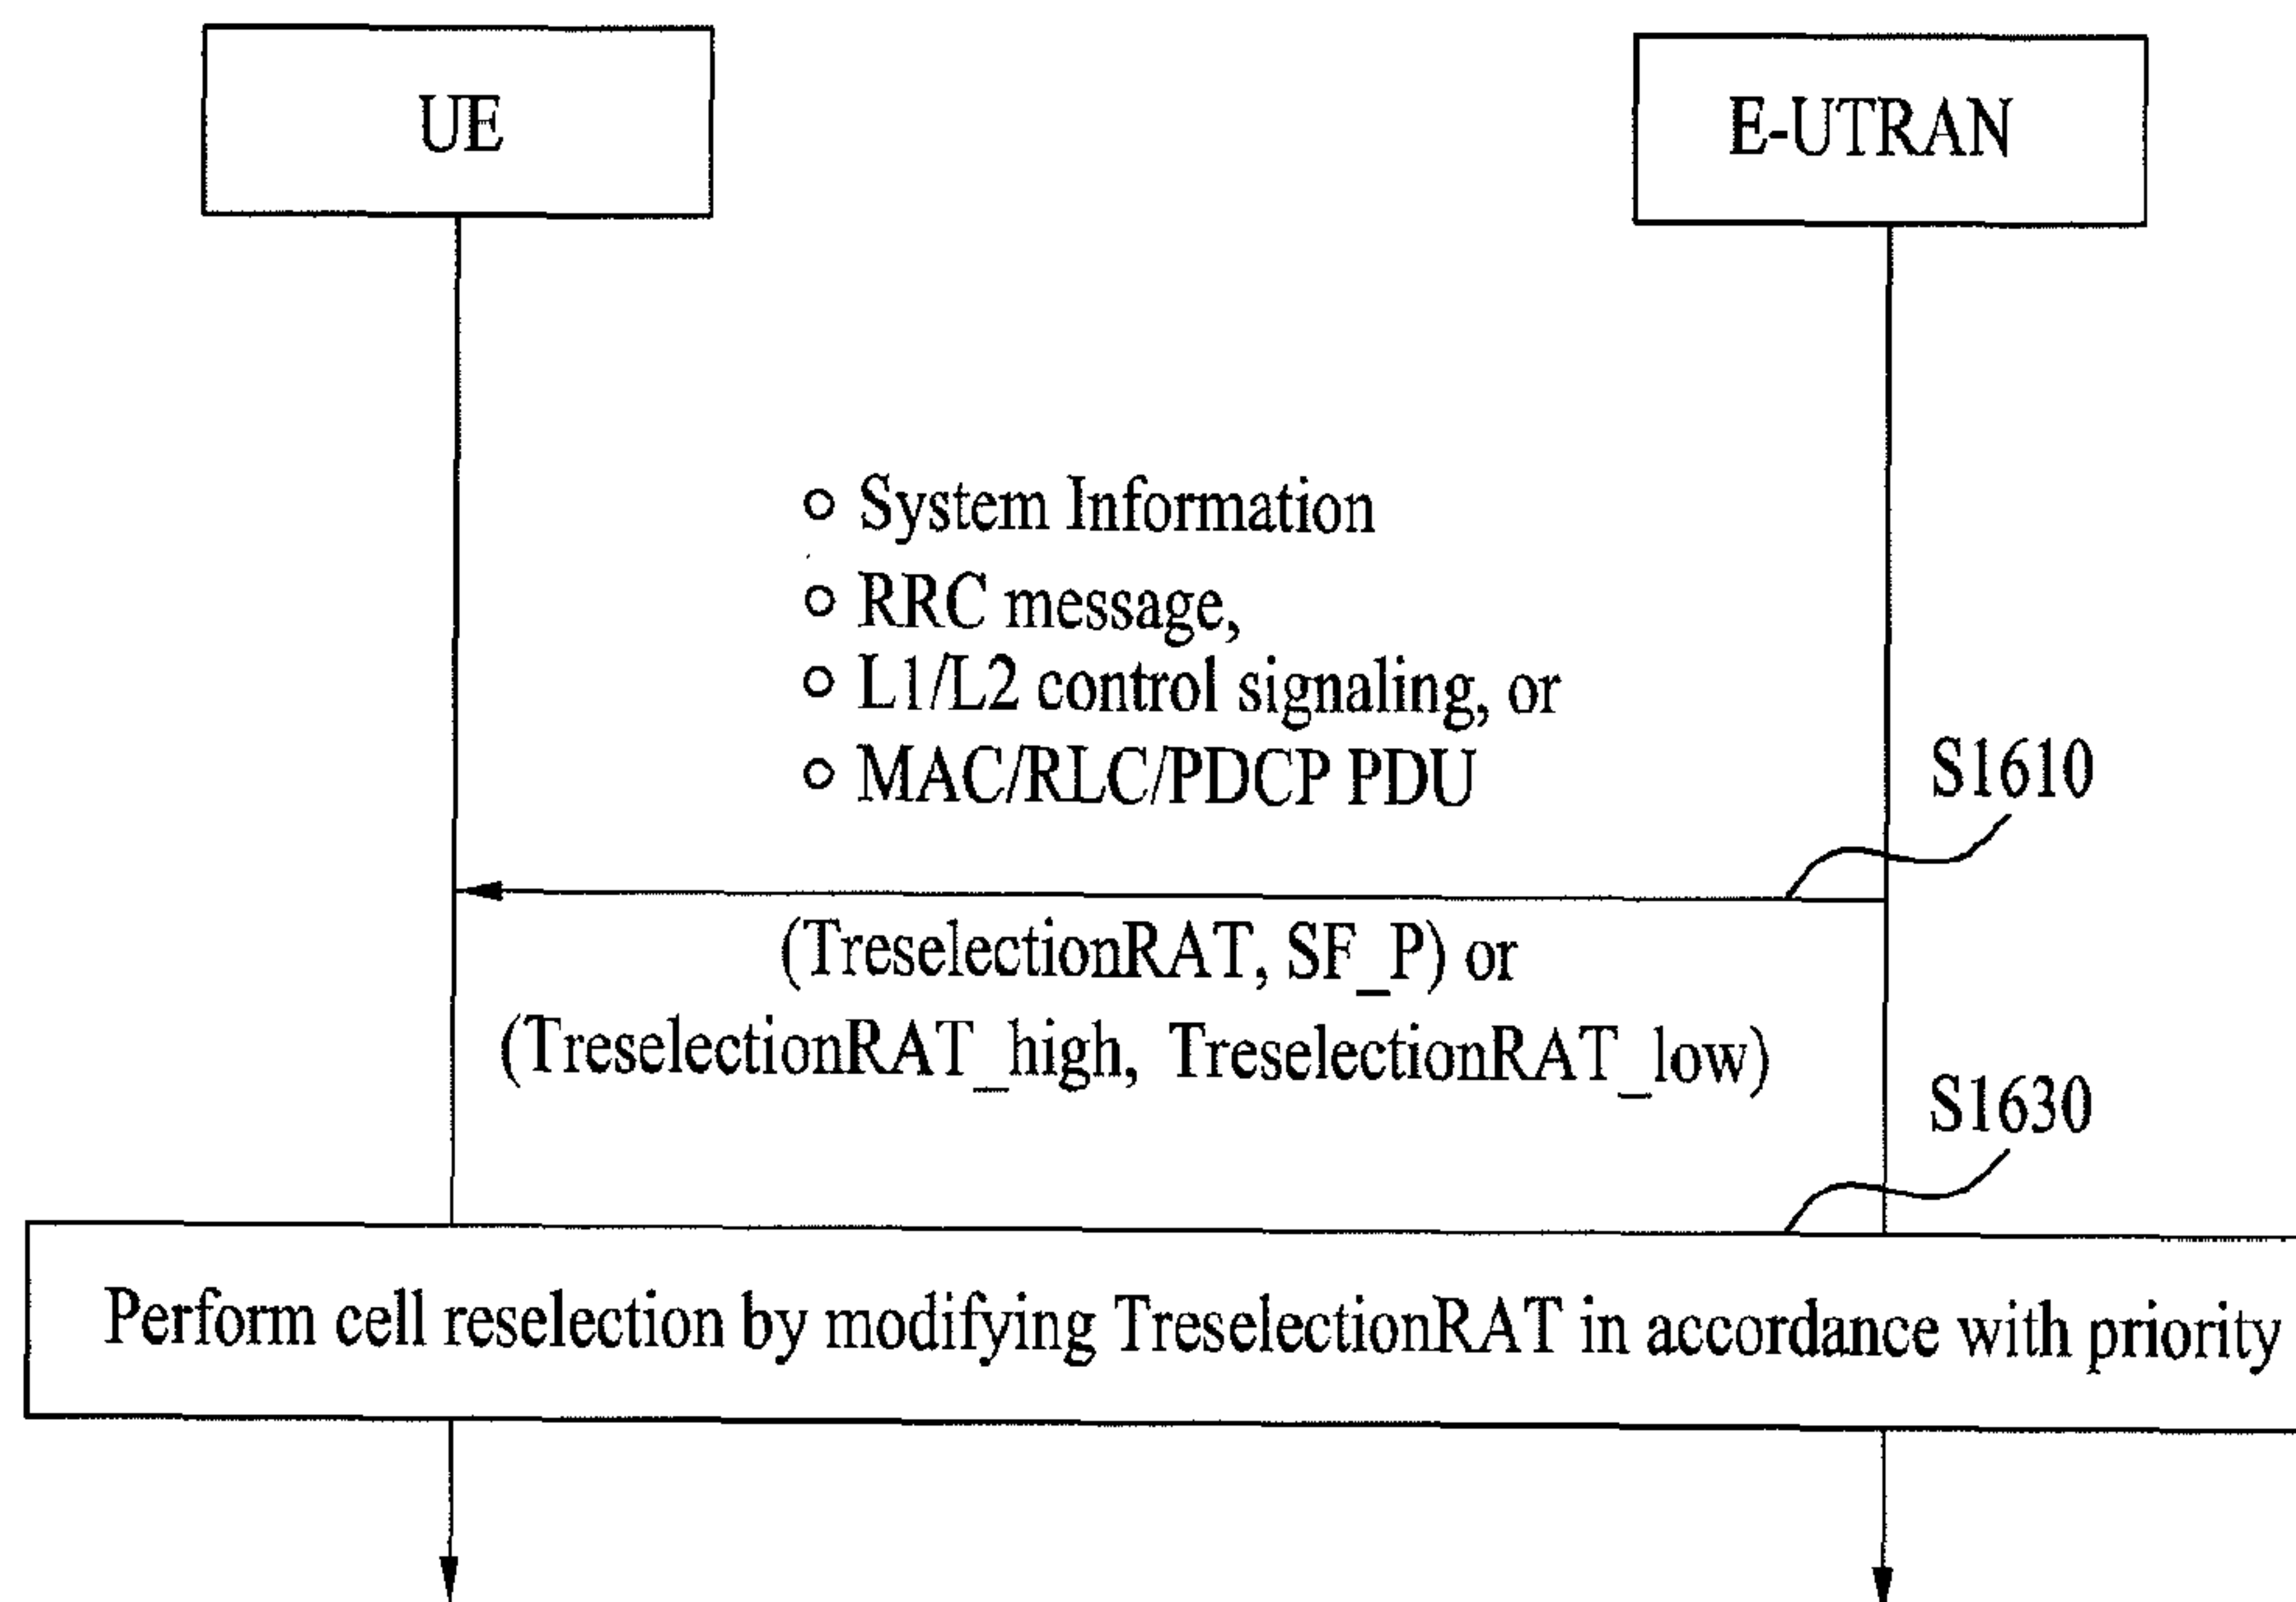 UE
E-UTRAN
○ System Information
○ RRC message,
○ L1/L2 control signaling, or
○ MAC/RLC/PDCP PDU
S1610
(TreselectionRAT, SF_P) or
(TreselectionRAT_high, TreselectionRAT_low)
S1630
Perform cell reselection by modifying TreselectionRAT in accordance with priority